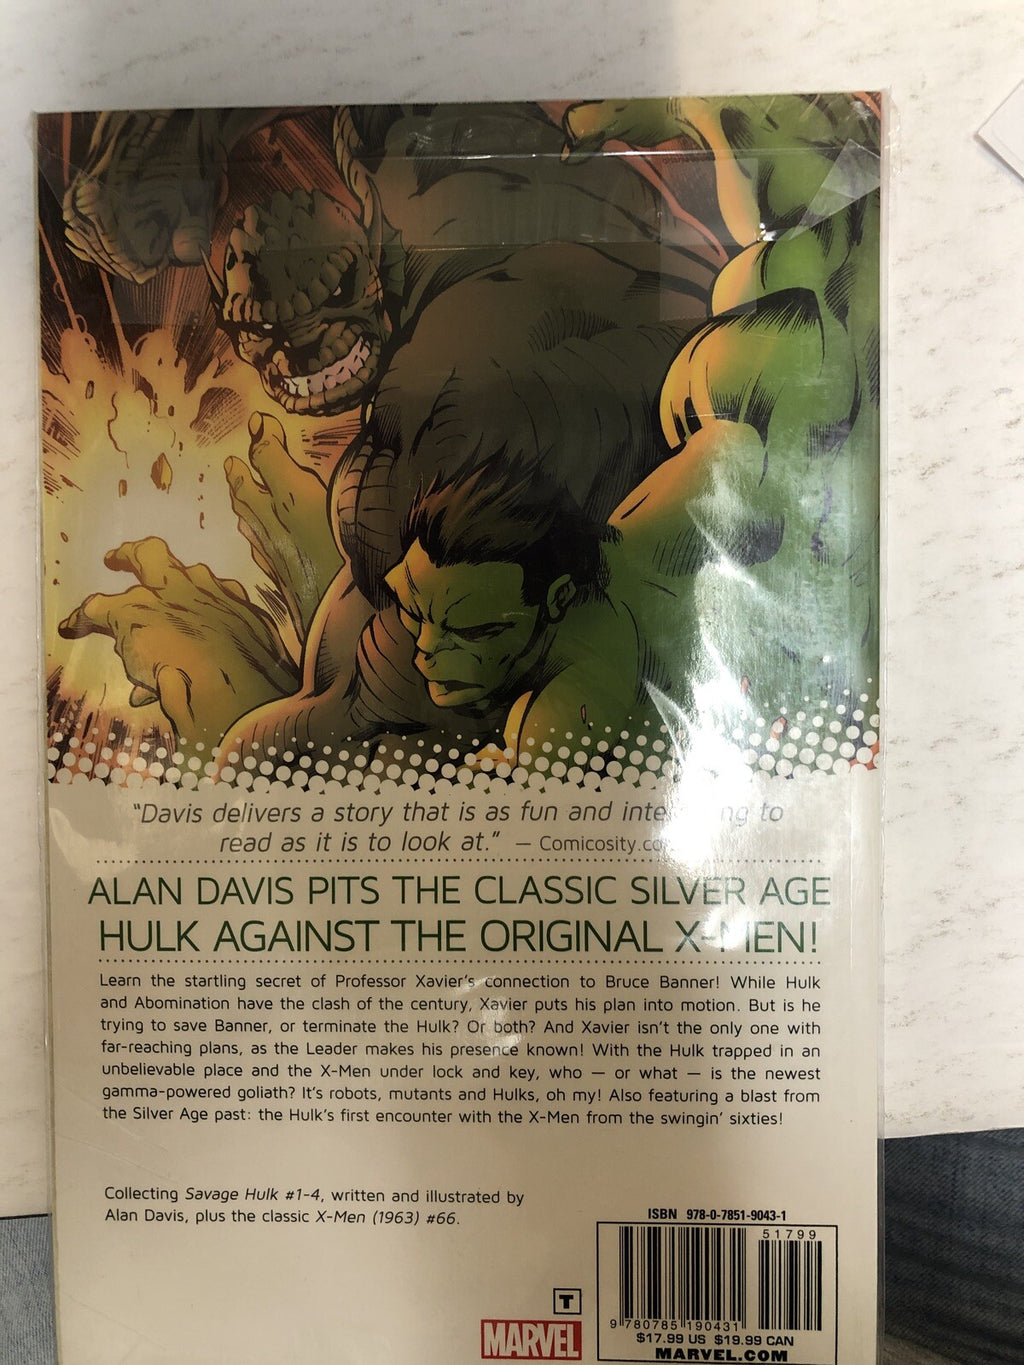 "Davis delivers a story that is as fun and to
read as it is to look at." — Comicosity.co
ALAN DAVIS PITS THE CLASSIC SILVER AGE
HULK AGAINST THE ORIGINAL X-MEN!
Learn the startling secret of Professor Xavier's connection to Bruce Banner! While Hulk
and Abomination have the clash of the century, Xavier puts his plan into motion. But is he
trying to save Banner, or terminate the Hulk? Or both? And Xavier isn't the only one with
far-reaching plans, as the Leader makes his presence known! With the Hulk trapped in an
unbelievable place and the X-Men under lock and key, who — or what — is the newest
gamma-powered goliath? It's robots, mutants and Hulks, oh my! Also featuring a blast from
the Silver Age past: the Hulk's first encounter with the X-Men from the swingin' sixties!
Collecting Savage Hulk #1-4, written and illustrated by
Alan Davis, plus the classic X-Men (1963) #66.
ISBN 978-0-7851-9043-1
51799
9 780785 190431
$17.99 US $19.99 CAN
MARVEL.COM
T
MARVEL